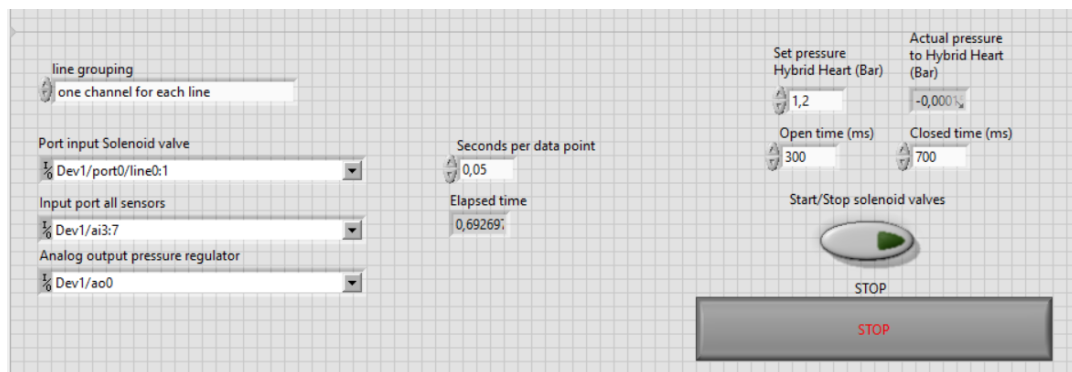 line grouping
one channel for each line
Port input Solenoid valve
Dev1/port0/line0:1
Input port all sensors
Dev1/ai3:7
Analog output pressure regulator
Dev1/ao0
Seconds per data point
0,05
Elapsed time
0,69269
Set pressure
Hybrid Heart (Bar)
1,2
Actual pressure
to Hybrid Heart
(Bar)
-0,000
Open time (ms)
300
Closed time (ms)
700
Start/Stop solenoid valves
STOP
STOP